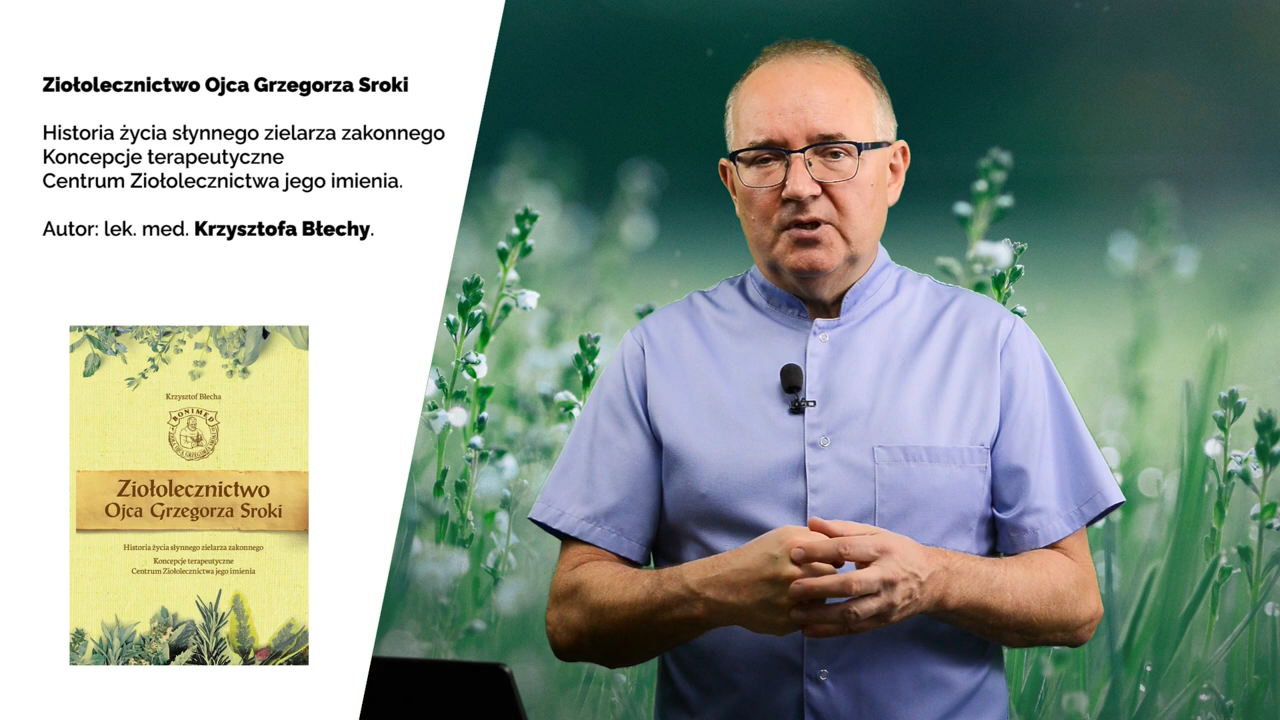 Ziołolecznictwo Ojca Grzegorza Sroki
Historia życia słynnego zielarza zakonnego
Koncepcje terapeutyczne
Centrum Ziołolecznictwa jego imienia.
Autor: lek. med. Krzysztofa Błechy.
Krzysztof Błecha
BONIMED
Ziołolecznictwo
Ojca Grzegorza Sroki
Historia życia słynnego zielarza zakonnego
Koncepcje terapeutyczne
Centrum Ziołolecznictwa jego imienia